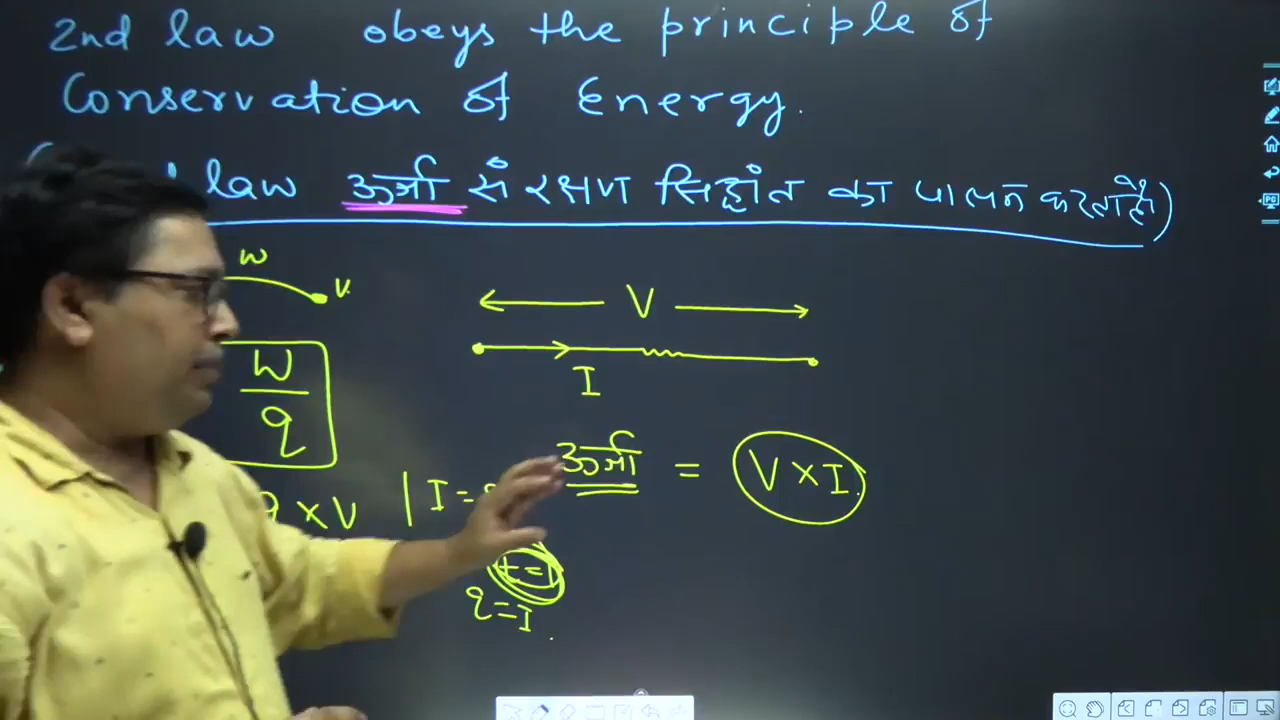 2nd law obeys the principle of
Conservation of Energy.
law ऊर्जा संरक्षण सिद्धांत का पालन करता है)
W
V.
V
W
q
I
ऊर्जा = V × I.
q × V | I =
t = 1
q = I